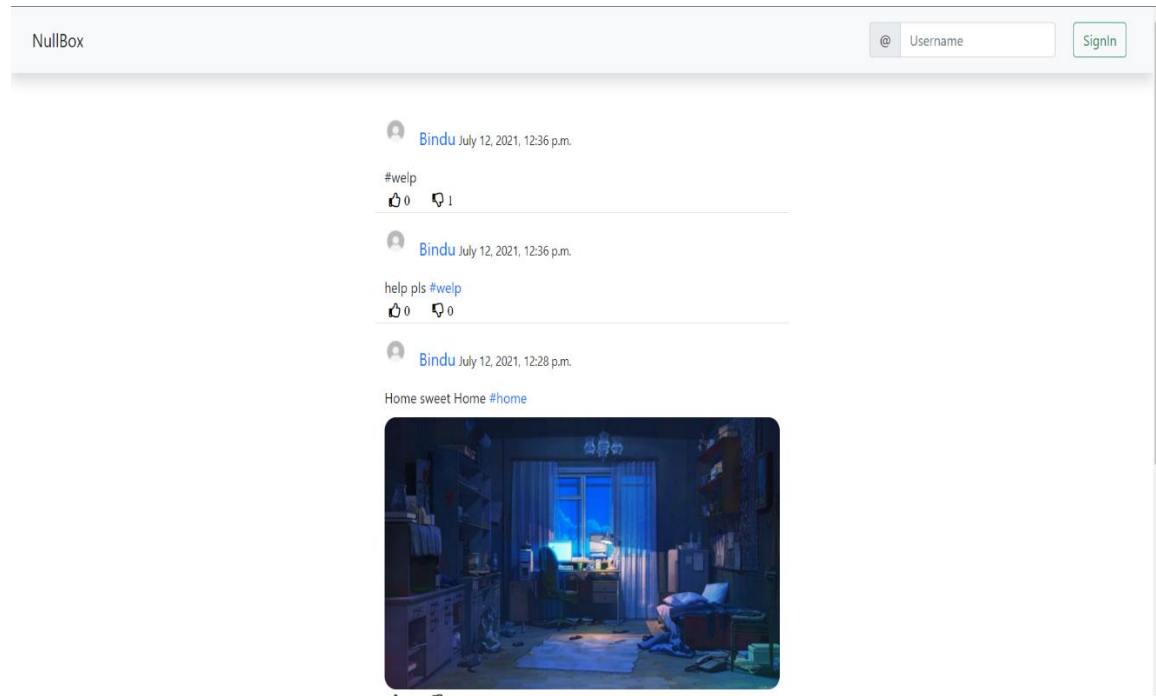 NullBox @ Username SignIn
Bindu July 12, 2021, 12:36 p.m.
#welp
0 1
Bindu July 12, 2021, 12:36 p.m.
help pls #welp
0 0
Bindu July 12, 2021, 12:28 p.m.
Home sweet Home #home